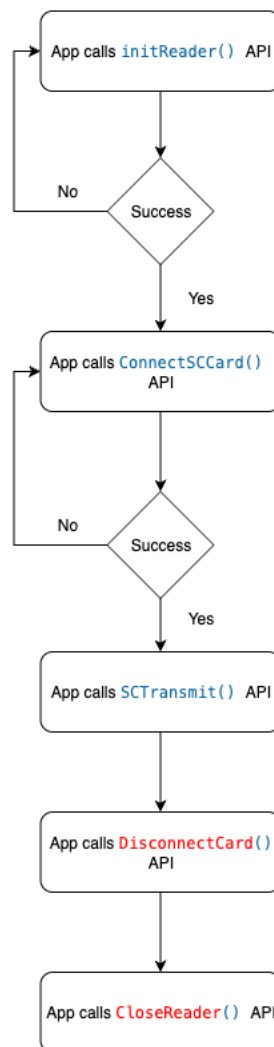 App calls initReader() API
Success
No
Yes
App calls ConnectSCCard()
API
Success
No
Yes
App calls SCTransmit() API
App calls DisconnectCard()
API
App calls CloseReader() API